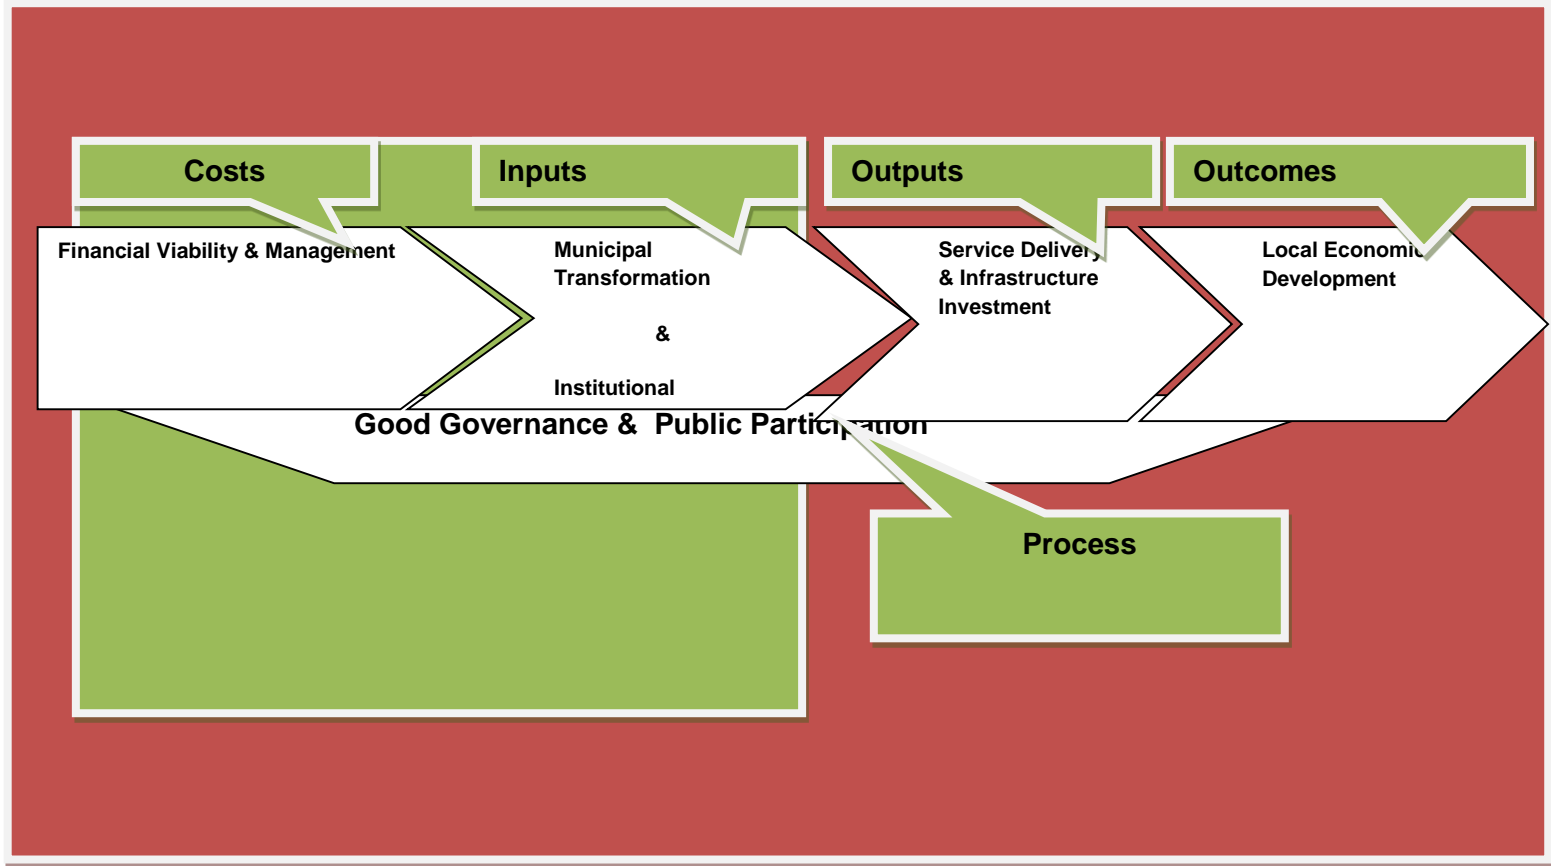 Costs
Inputs
Outputs
Outcomes
Financial Viability & Management
Municipal
Transformation
&
Institutional
Service Delivery
& Infrastructure
Investment
Local Economic
Development
Good Governance &  Public Participation
Process